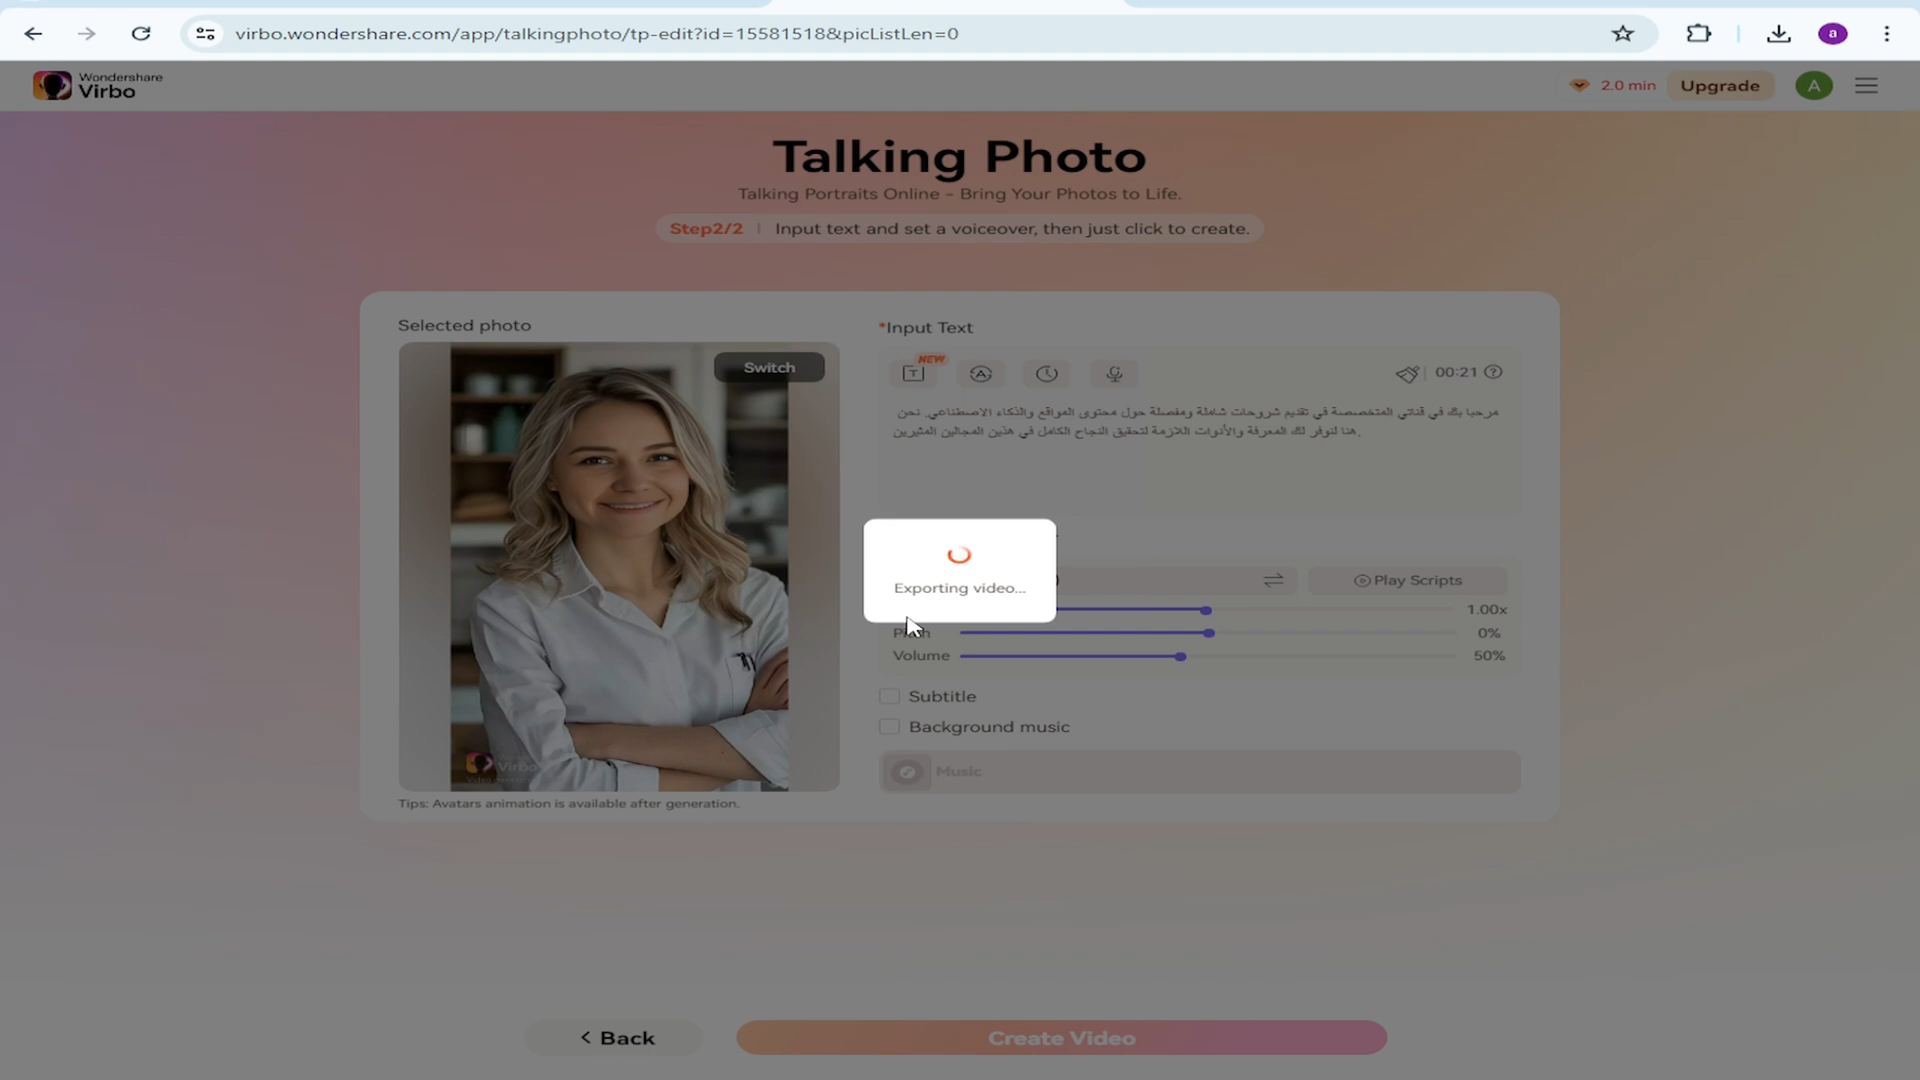 virbo.wondershare.com/app/talkingphoto/tp-edit?id=15581518&picListLen=0
a
Wondershare
Virbo
2.0 min
Upgrade
A
Talking Photo
Talking Portraits Online - Bring Your Photos to Life.
Step2/2 | Input text and set a voiceover, then just click to create.
Selected photo
*Input Text
Switch
NEW
00:21
مرحبا بك في قناتي المتخصصة في تقديم شروحات شاملة ومفصلة حول محتوى المواقع والذكاء الاصطناعي. نحن
هنا لنوفر لك المعرفة والأدوات اللازمة لتحقيق النجاح الكامل في هذين المجالين المثيرين.
Exporting video...
Play Scripts
1.00x
0%
Volume
50%
Subtitle
Background music
Virbo
Music
Tips: Avatars animation is available after generation.
Back
Create Video